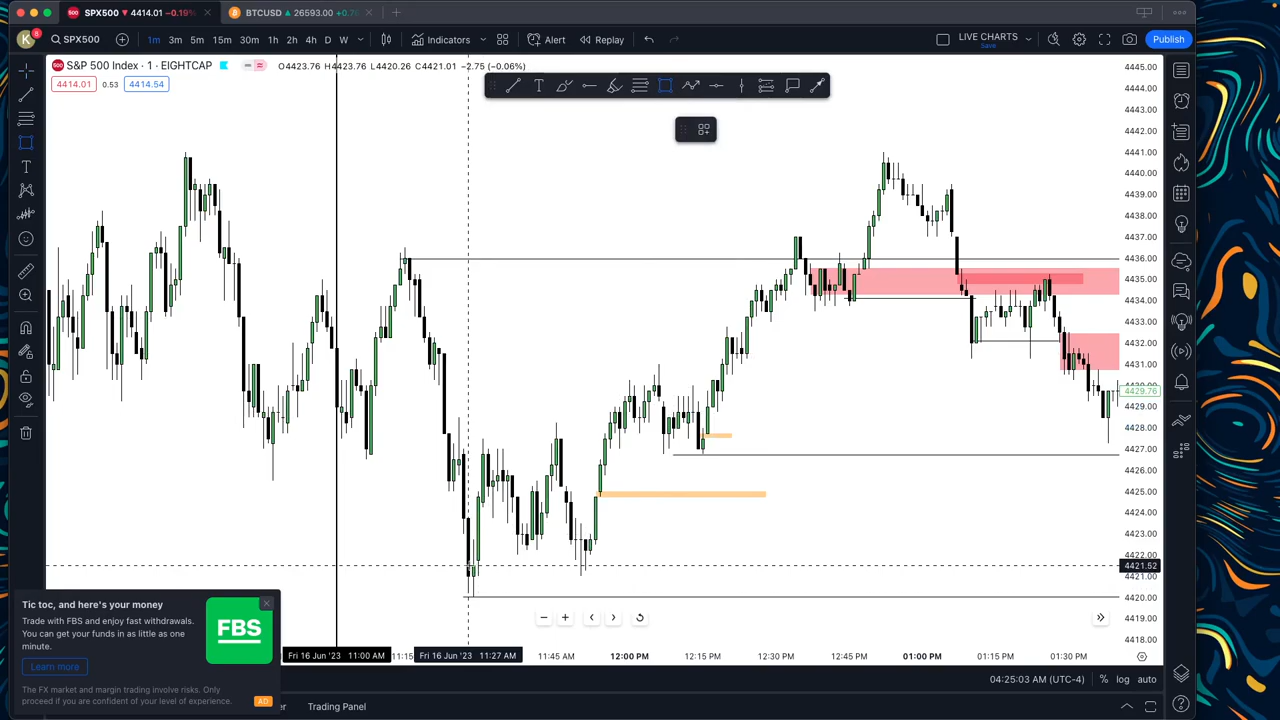 SPX500 ▼ 4414.01 −0.19%
BTCUSD ▲ 26593.00 +0.7
K 8 SPX500
1m 3m 5m 15m 30m 1h 2h 4h D W
Indicators
Alert
Replay
LIVE CHARTS
Save
Publish
S&P 500 Index · 1 · EIGHTCAP
O4423.76 H4423.76 L4420.26 C4421.01 −2.75 (−0.06%)
4414.01 0.53 4414.54
4445.00
4444.00
4443.00
4442.00
4441.00
4440.00
4439.00
4438.00
4437.00
4436.00
4435.00
4434.00
4433.00
4432.00
4431.00
4429.76
4429.00
4428.00
4427.00
4426.00
4425.00
4424.00
4423.00
4422.00
4421.52
4421.00
4420.00
4419.00
4418.00
Tic toc, and here's your money
Trade with FBS and enjoy fast withdrawals.
You can get your funds in as little as one
minute.
Learn more
FBS
The FX market and margin trading involve risks. Only
proceed if you are confident of your level of experience.
AD
Fri 16 Jun '23 11:00 AM
11:15
Fri 16 Jun '23 11:27 AM
11:45 AM
12:00 PM
12:15 PM
12:30 PM
12:45 PM
01:00 PM
01:15 PM
01:30 PM
04:25:03 AM (UTC-4)
% log auto
Trading Panel